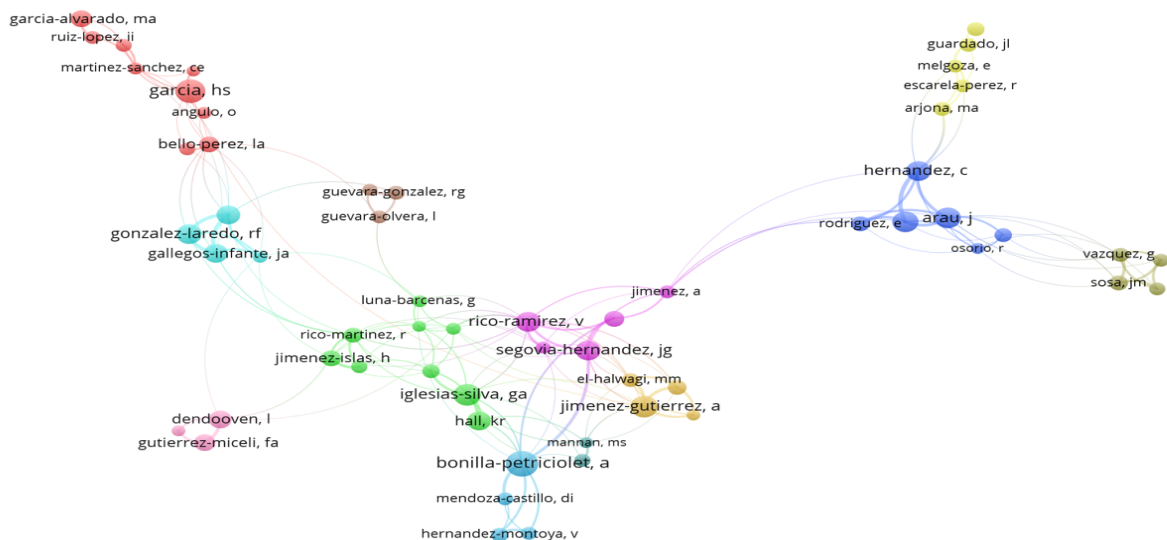 garcia-alvarado, ma
ruiz-lopez, ii
martinez-sanchez, ce
garcia, hs
angulo, o
bello-perez, la
guevara-gonzalez, rg
guevara-olvera, l
gonzalez-laredo, rf
gallegos-infante, ja
luna-barcenas, g
rico-martinez, r
jimenez-islas, h
iglesias-silva, ga
hall, kr
dendooven, l
gutierrez-miceli, fa
jimenez, a
rico-ramirez, v
segovia-hernandez, jg
el-halwagi, mm
jimenez-gutierrez, a
mannan, ms
bonilla-petriciolet, a
mendoza-castillo, di
hernandez-montoya, v
guardado, jl
melgoza, e
escarela-perez, r
arjona, ma
hernandez, c
arau, j
rodriguez, e
osorio, r
vazquez, g
sosa, jm